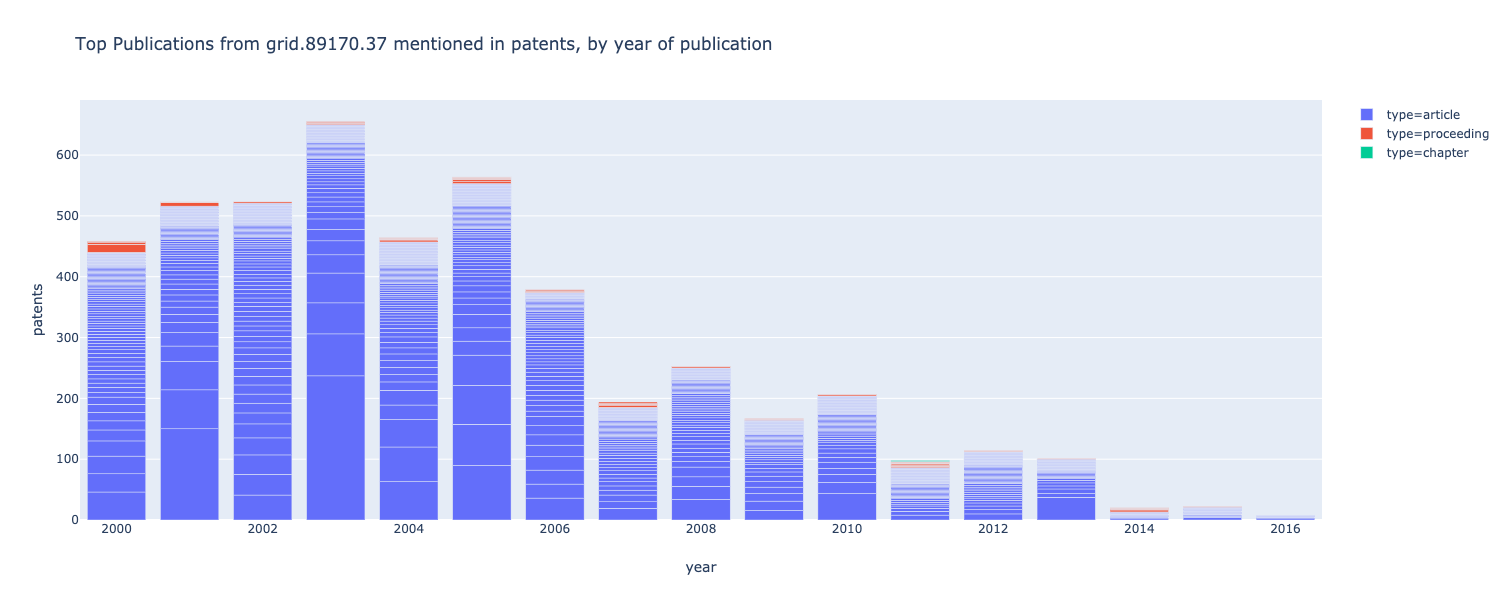 Top Publications from grid.89170.37 mentioned in patents, by year of publication
type=article
type=proceeding
type=chapter
patents
600
500
400
300
200
100
0
2000
2002
2004
2006
2008
2010
2012
2014
2016
year